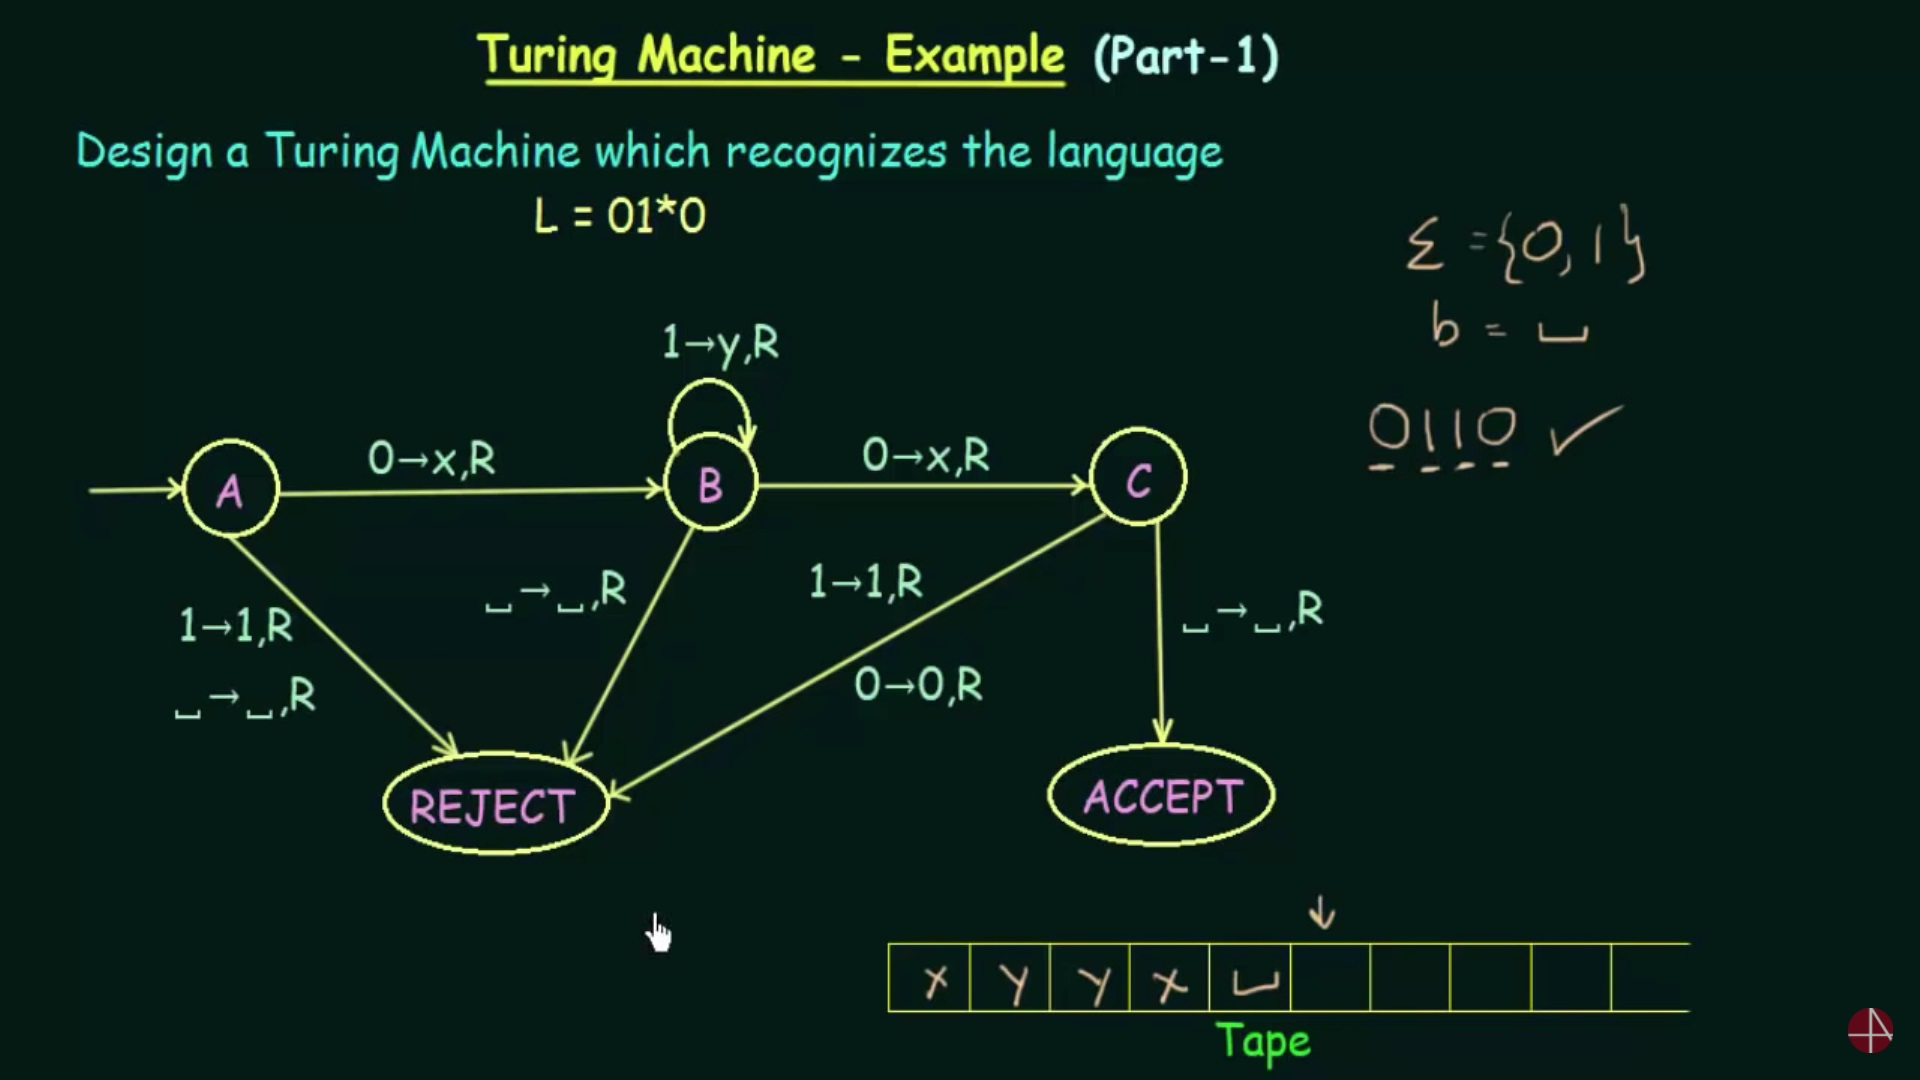 Turing Machine - Example (Part-1)
Design a Turing Machine which recognizes the language
L = 01*0
Σ = {0, 1}
b = ␣
1→y,R
0110 ✓
0→x,R
0→x,R
A
B
C
␣→␣,R
1→1,R
1→1,R
␣→␣,R
␣→␣,R
0→0,R
REJECT
ACCEPT
↓
x y y x ␣
Tape